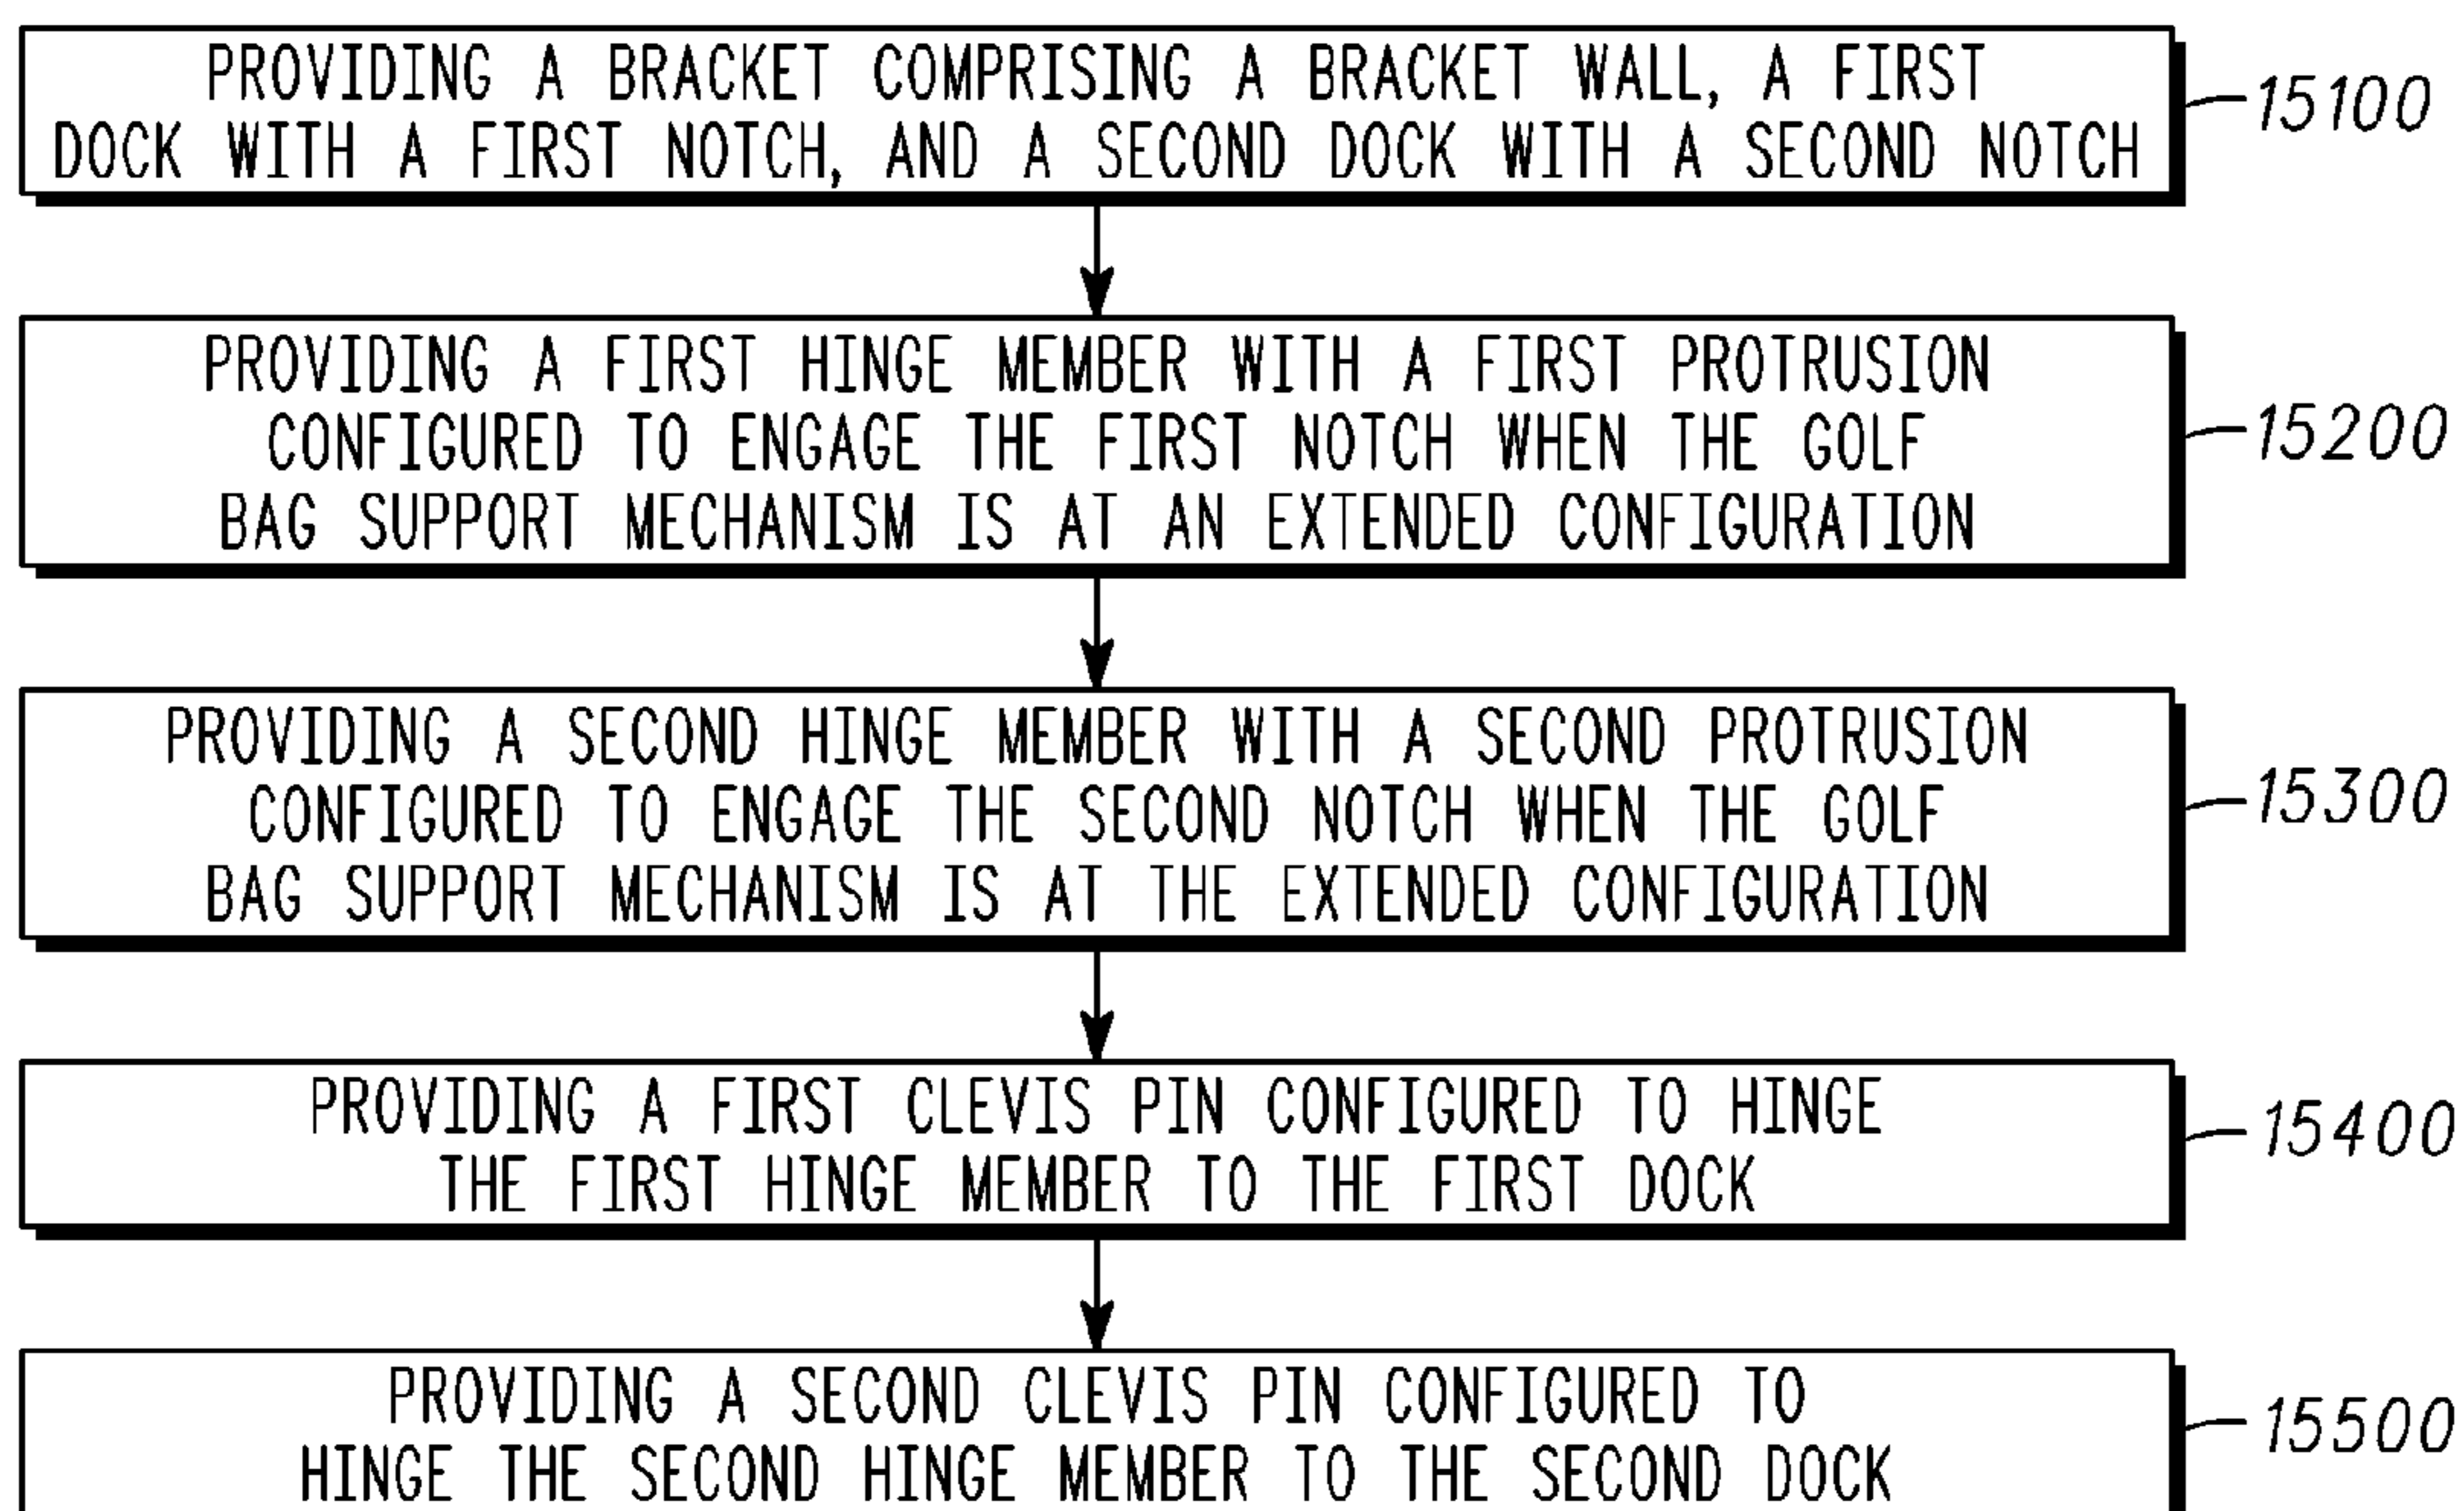 PROVIDING A BRACKET COMPRISING A BRACKET WALL, A FIRST
DOCK WITH A FIRST NOTCH, AND A SECOND DOCK WITH A SECOND NOTCH
15100
PROVIDING A FIRST HINGE MEMBER WITH A FIRST PROTRUSION
CONFIGURED TO ENGAGE THE FIRST NOTCH WHEN THE GOLF
BAG SUPPORT MECHANISM IS AT AN EXTENDED CONFIGURATION
15200
PROVIDING A SECOND HINGE MEMBER WITH A SECOND PROTRUSION
CONFIGURED TO ENGAGE THE SECOND NOTCH WHEN THE GOLF
BAG SUPPORT MECHANISM IS AT THE EXTENDED CONFIGURATION
15300
PROVIDING A FIRST CLEVIS PIN CONFIGURED TO HINGE
THE FIRST HINGE MEMBER TO THE FIRST DOCK
15400
PROVIDING A SECOND CLEVIS PIN CONFIGURED TO
HINGE THE SECOND HINGE MEMBER TO THE SECOND DOCK
15500